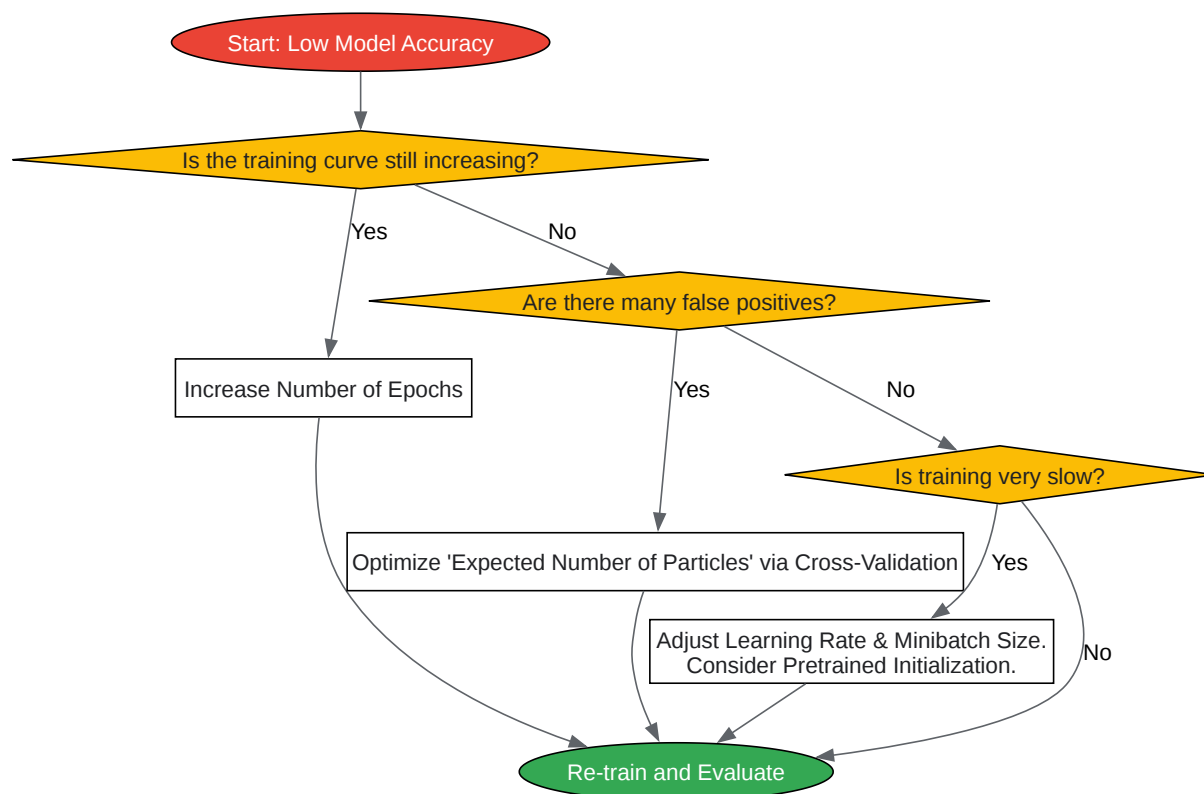 Start: Low Model Accuracy
Is the training curve still increasing?
Yes
No
Are there many false positives?
Increase Number of Epochs
Yes
No
Is training very slow?
Optimize 'Expected Number of Particles' via Cross-Validation
Yes
Adjust Learning Rate & Minibatch Size.
Consider Pretrained Initialization.
No
Re-train and Evaluate